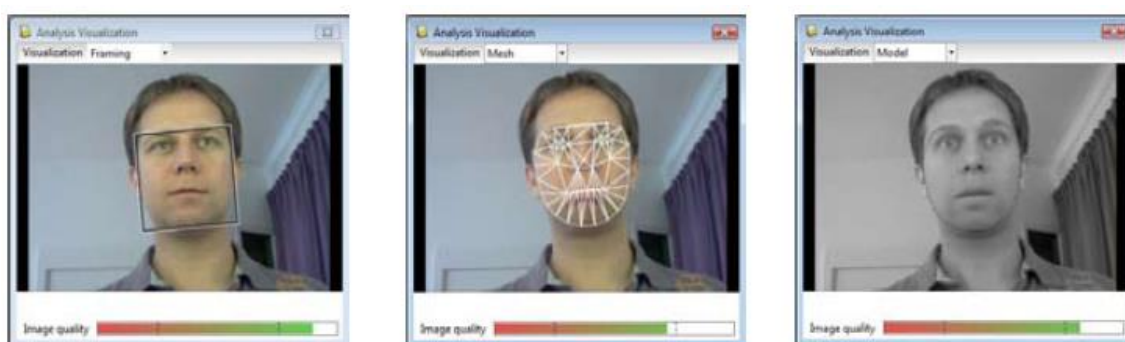 Analysis Visualization
Visualization Framing
Image quality
Analysis Visualization
Visualization Mesh
Image quality
Analysis Visualization
Visualization Model
Image quality